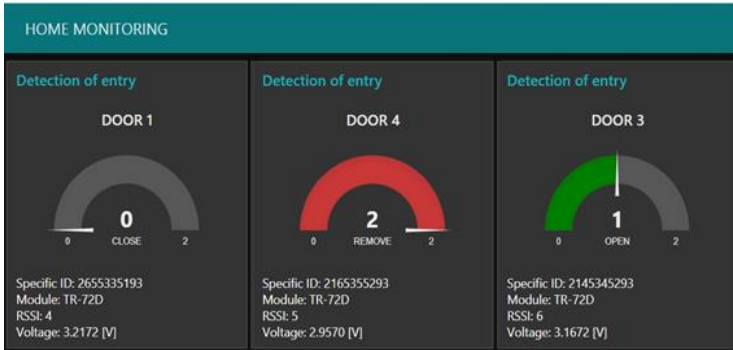 HOME MONITORING
Detection of entry
DOOR 1
0
0 CLOSE 2
Specific ID: 2655335193
Module: TR-72D
RSSI: 4
Voltage: 3.2172 [V]
Detection of entry
DOOR 4
2
0 REMOVE 2
Specific ID: 2165355293
Module: TR-72D
RSSI: 5
Voltage: 2.9570 [V]
Detection of entry
DOOR 3
1
0 OPEN 2
Specific ID: 2145345293
Module: TR-72D
RSSI: 6
Voltage: 3.1672 [V]